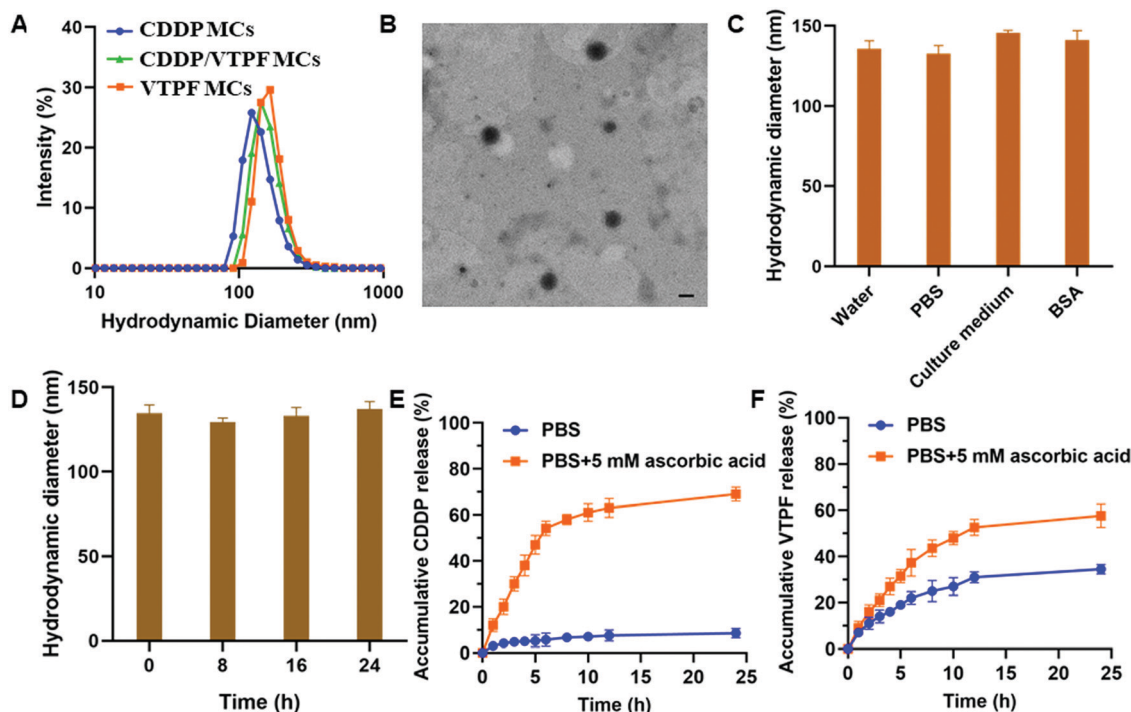 A
CDDP MCs
CDDP/VTPF MCs
VTPF MCs
Intensity (%)
40
30
20
10
0
10
100
1000
Hydrodynamic Diameter (nm)
B
C
Hydrodynamic diameter (nm)
150
100
50
0
Water
PBS
Culture medium
BSA
D
Hydrodynamic diameter (nm)
150
100
50
0
0
8
16
24
Time (h)
E
Accumulative CDDP release (%)
100
80
60
40
20
0
PBS
PBS+5 mM ascorbic acid
0
5
10
15
20
25
Time (h)
F
Accumulative VTPF release (%)
100
80
60
40
20
0
PBS
PBS+5 mM ascorbic acid
0
5
10
15
20
25
Time (h)